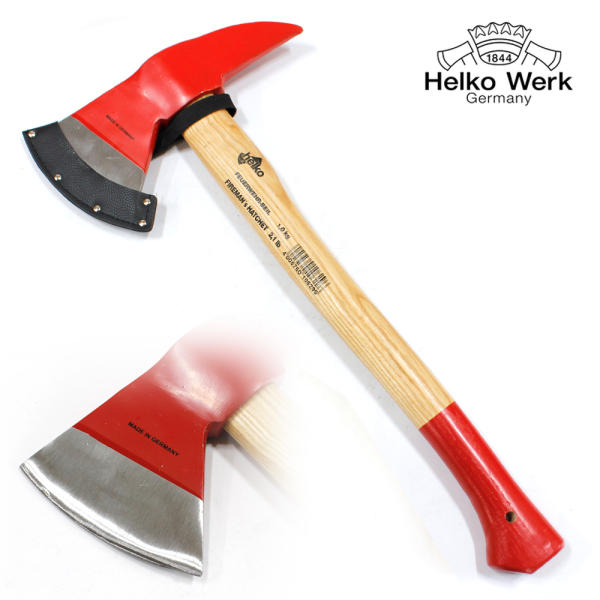 1844
Helko Werk
Germany
MADE IN GERMANY
helko
FEUERWEHR-BEIL 1,0 kg
FIREMAN's HATCHET 2,1 lb
MADE IN GERMANY